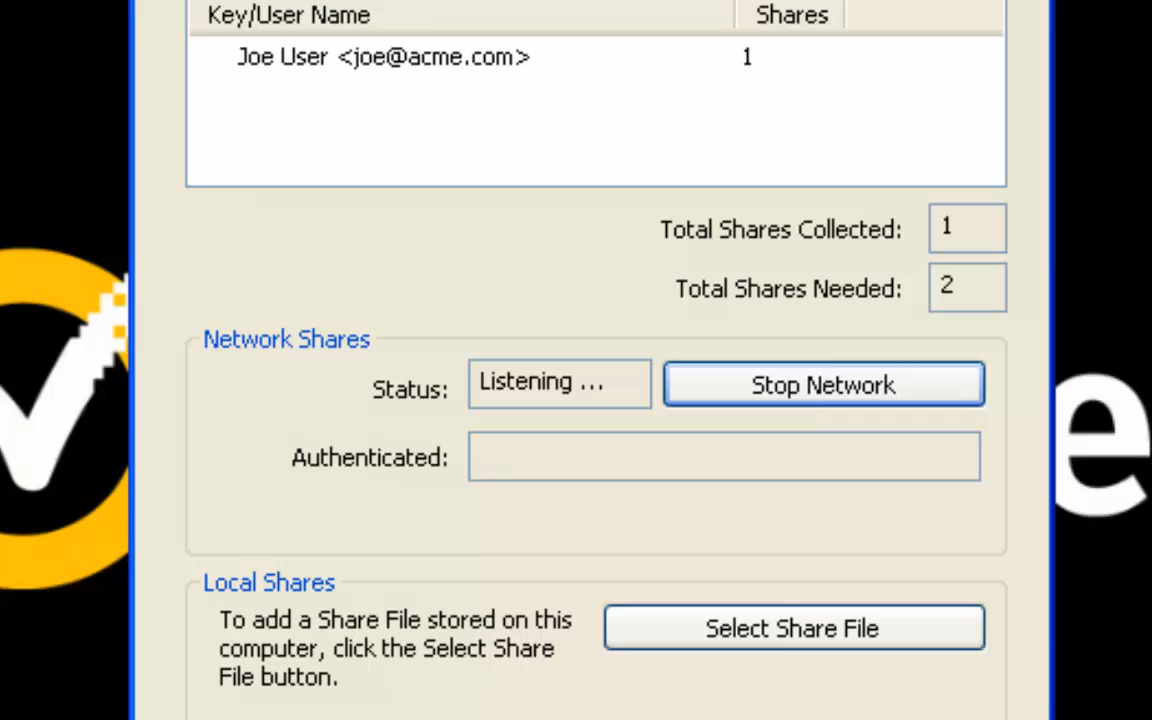 Key/User Name Shares
Joe User <joe@acme.com> 1
Total Shares Collected: 1
Total Shares Needed: 2
Network Shares
Status: Listening ... Stop Network
Authenticated:
Local Shares
To add a Share File stored on this
computer, click the Select Share
File button.
Select Share File
e